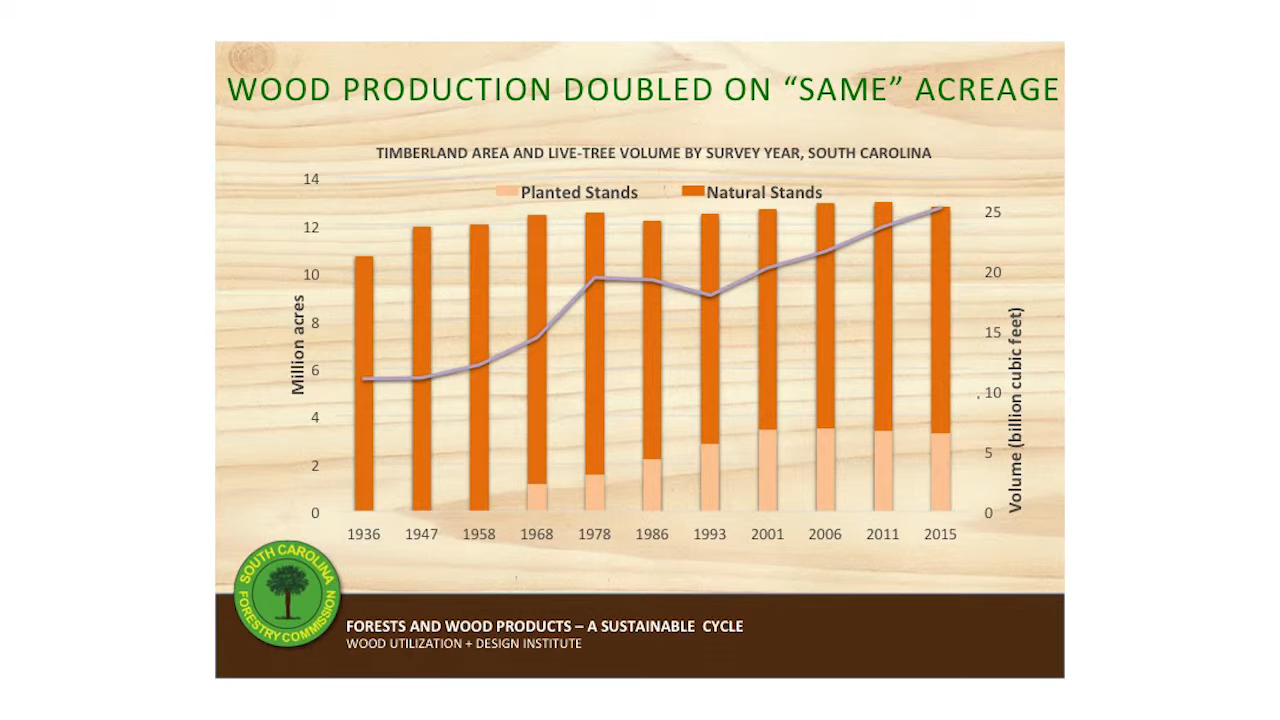 WOOD PRODUCTION DOUBLED ON “SAME” ACREAGE
TIMBERLAND AREA AND LIVE-TREE VOLUME BY SURVEY YEAR, SOUTH CAROLINA
Planted Stands Natural Stands
14
12
10
8
6
4
2
0
Million acres
25
20
15
10
5
0
Volume (billion cubic feet)
1936 1947 1958 1968 1978 1986 1993 2001 2006 2011 2015
SOUTH CAROLINA
FORESTRY COMMISSION
FORESTS AND WOOD PRODUCTS – A SUSTAINABLE CYCLE
WOOD UTILIZATION + DESIGN INSTITUTE